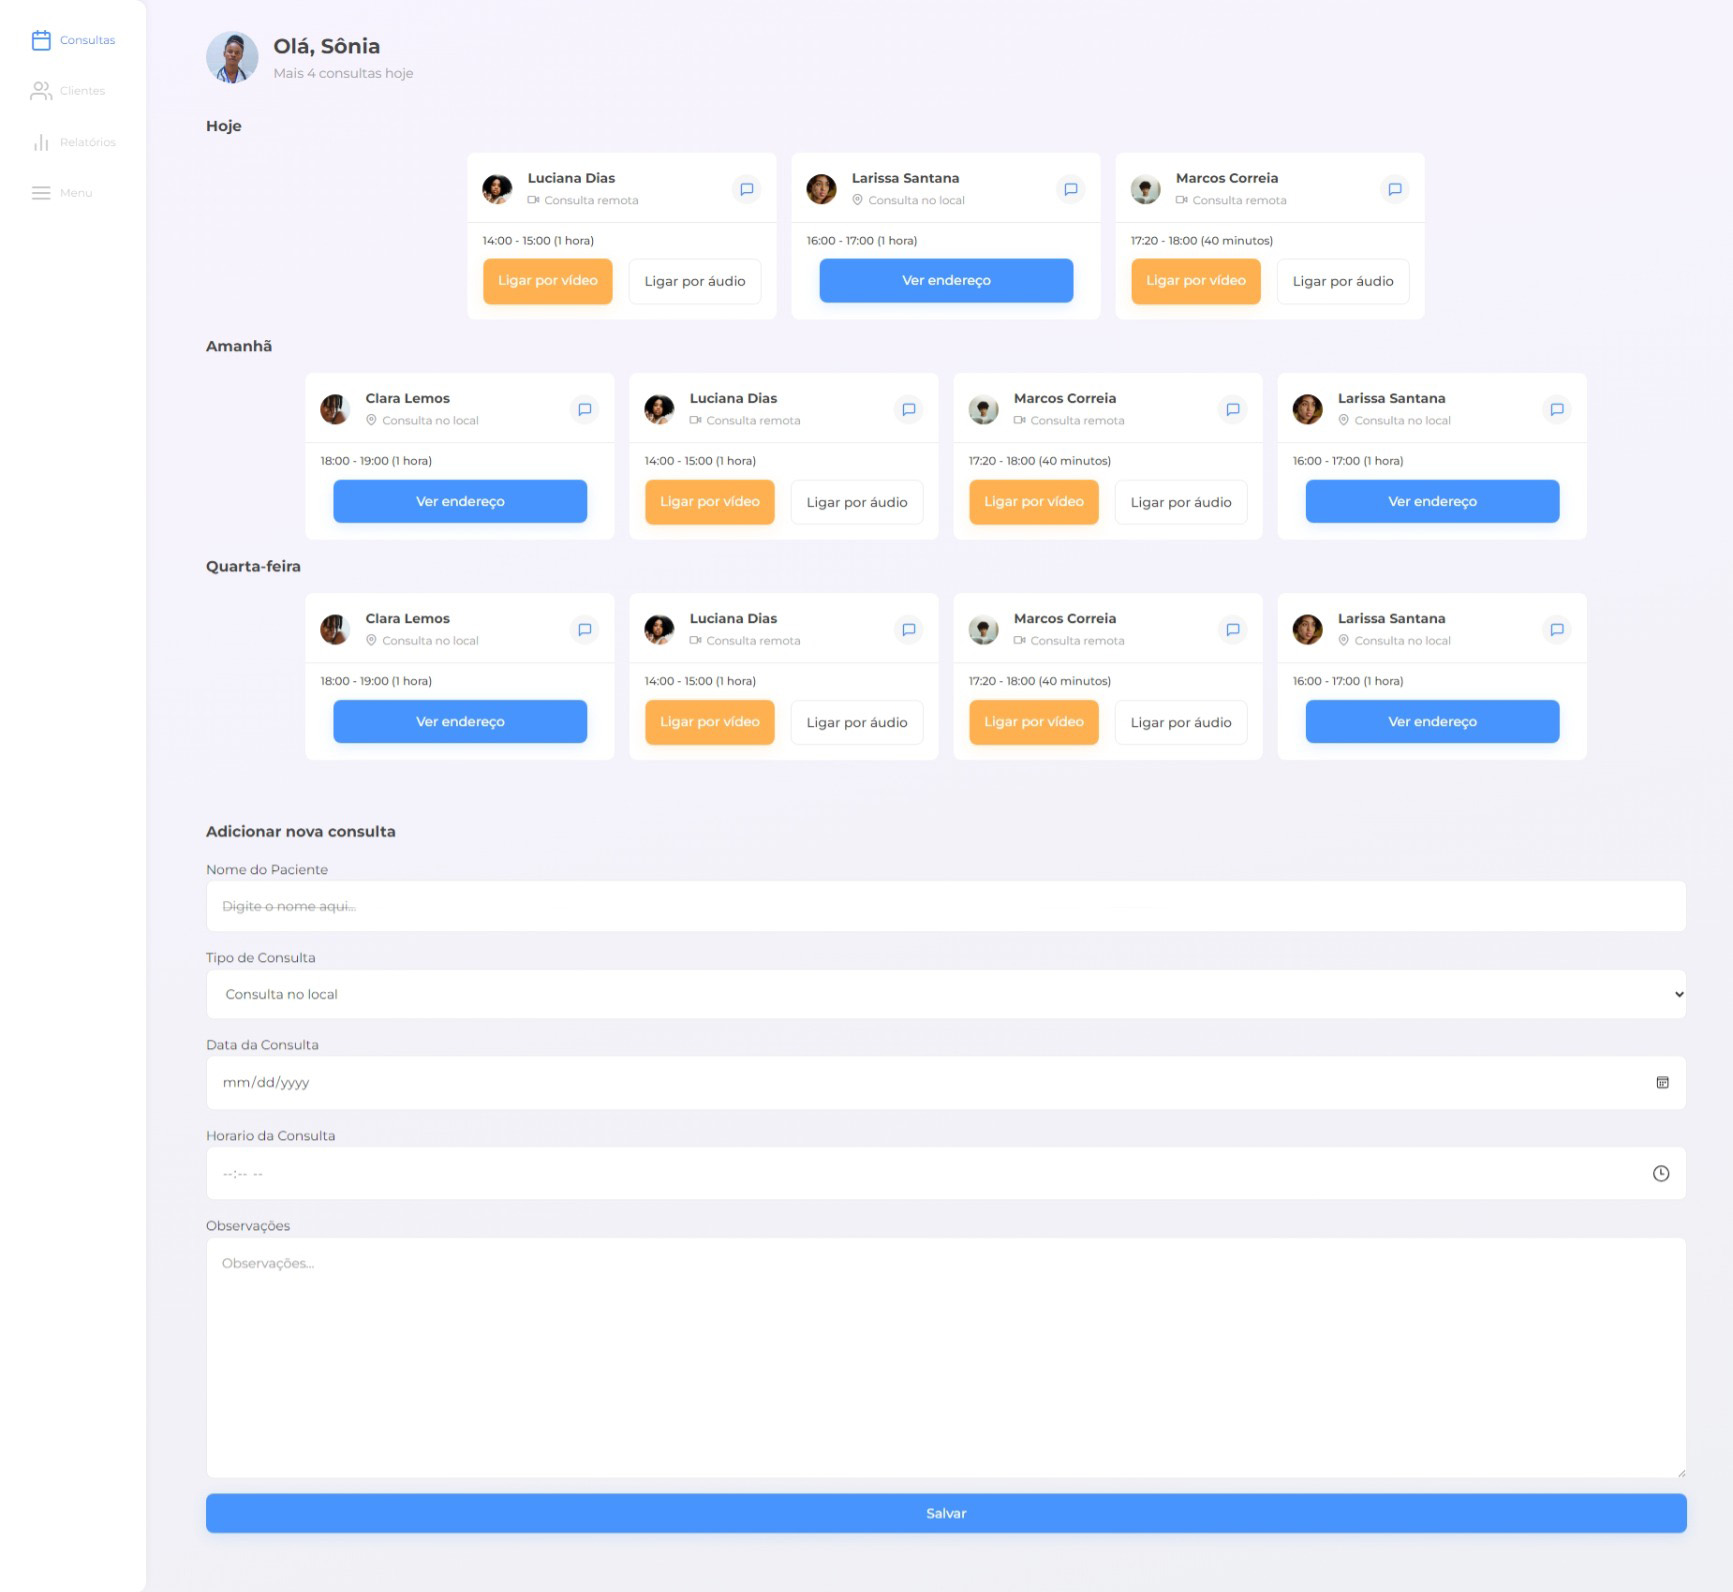 Consultas
Clientes
Relatórios
Menu
Olá, Sônia
Mais 4 consultas hoje
Hoje
Luciana Dias
Consulta remota
14:00 - 15:00 (1 hora)
Ligar por vídeo
Ligar por áudio
Larissa Santana
Consulta no local
16:00 - 17:00 (1 hora)
Ver endereço
Marcos Correia
Consulta remota
17:20 - 18:00 (40 minutos)
Ligar por vídeo
Ligar por áudio
Amanhã
Clara Lemos
Consulta no local
18:00 - 19:00 (1 hora)
Ver endereço
Luciana Dias
Consulta remota
14:00 - 15:00 (1 hora)
Ligar por vídeo
Ligar por áudio
Marcos Correia
Consulta remota
17:20 - 18:00 (40 minutos)
Ligar por vídeo
Ligar por áudio
Larissa Santana
Consulta no local
16:00 - 17:00 (1 hora)
Ver endereço
Quarta-feira
Clara Lemos
Consulta no local
18:00 - 19:00 (1 hora)
Ver endereço
Luciana Dias
Consulta remota
14:00 - 15:00 (1 hora)
Ligar por vídeo
Ligar por áudio
Marcos Correia
Consulta remota
17:20 - 18:00 (40 minutos)
Ligar por vídeo
Ligar por áudio
Larissa Santana
Consulta no local
16:00 - 17:00 (1 hora)
Ver endereço
Adicionar nova consulta
Nome do Paciente
Digite o nome aqui...
Tipo de Consulta
Consulta no local
Data da Consulta
mm/dd/yyyy
Horario da Consulta
--:-- --
Observações
Observações...
Salvar